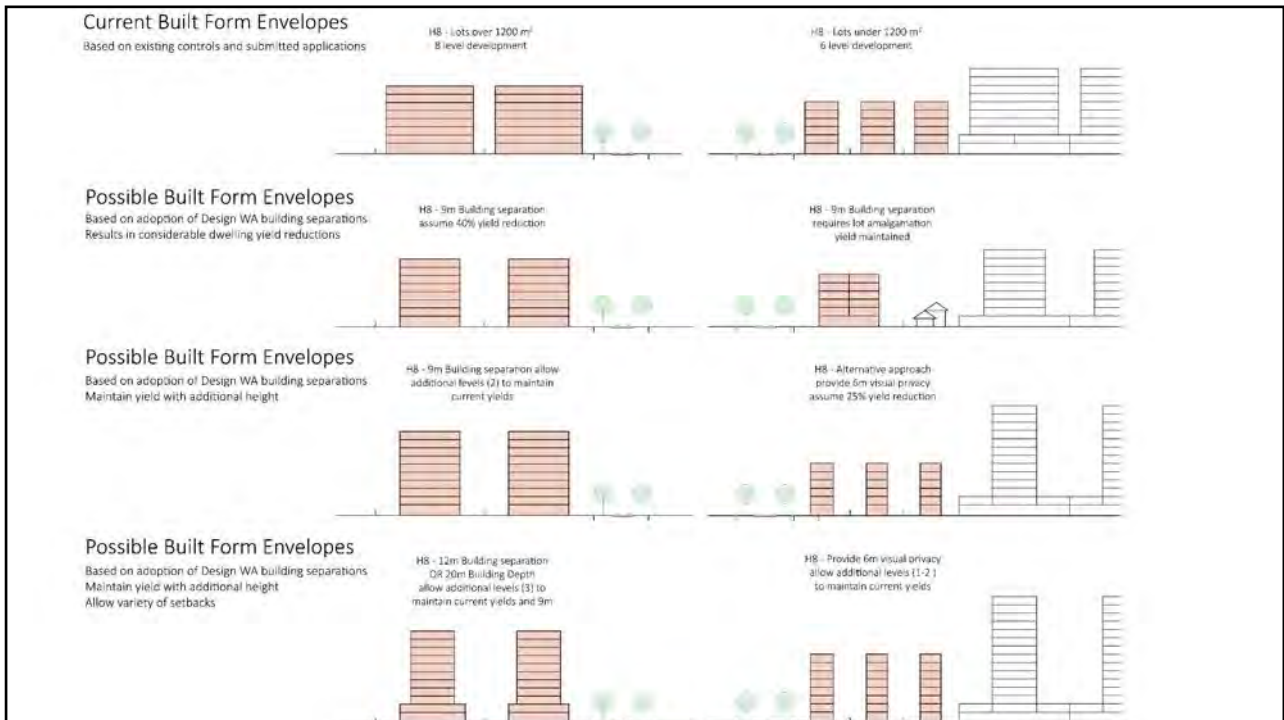 Current Built Form Envelopes
Based on existing controls and submitted applications
H8 - Lots over 1200 m²
8 level development
H8 - Lots under 1200 m²
6 level development
Possible Built Form Envelopes
Based on adoption of Design WA building separations
Results in considerable dwelling yield reductions
H8 - 9m Building separation
assume 40% yield reduction
H8 - 9m Building separation
requires lot amalgamation
yield maintained
Possible Built Form Envelopes
Based on adoption of Design WA building separations
Maintain yield with additional height
H8 - 9m Building separation allow
additional levels (2) to maintain
current yields
H8 - Alternative approach
provide 6m visual privacy
assume 25% yield reduction
Possible Built Form Envelopes
Based on adoption of Design WA building separations
Maintain yield with additional height
Allow variety of setbacks
H8 - 12m Building separation
OR 20m Building Depth
allow additional levels (3) to
maintain current yields and 9m
H8 - Provide 6m visual privacy
allow additional levels (1-2 )
to maintain current yields